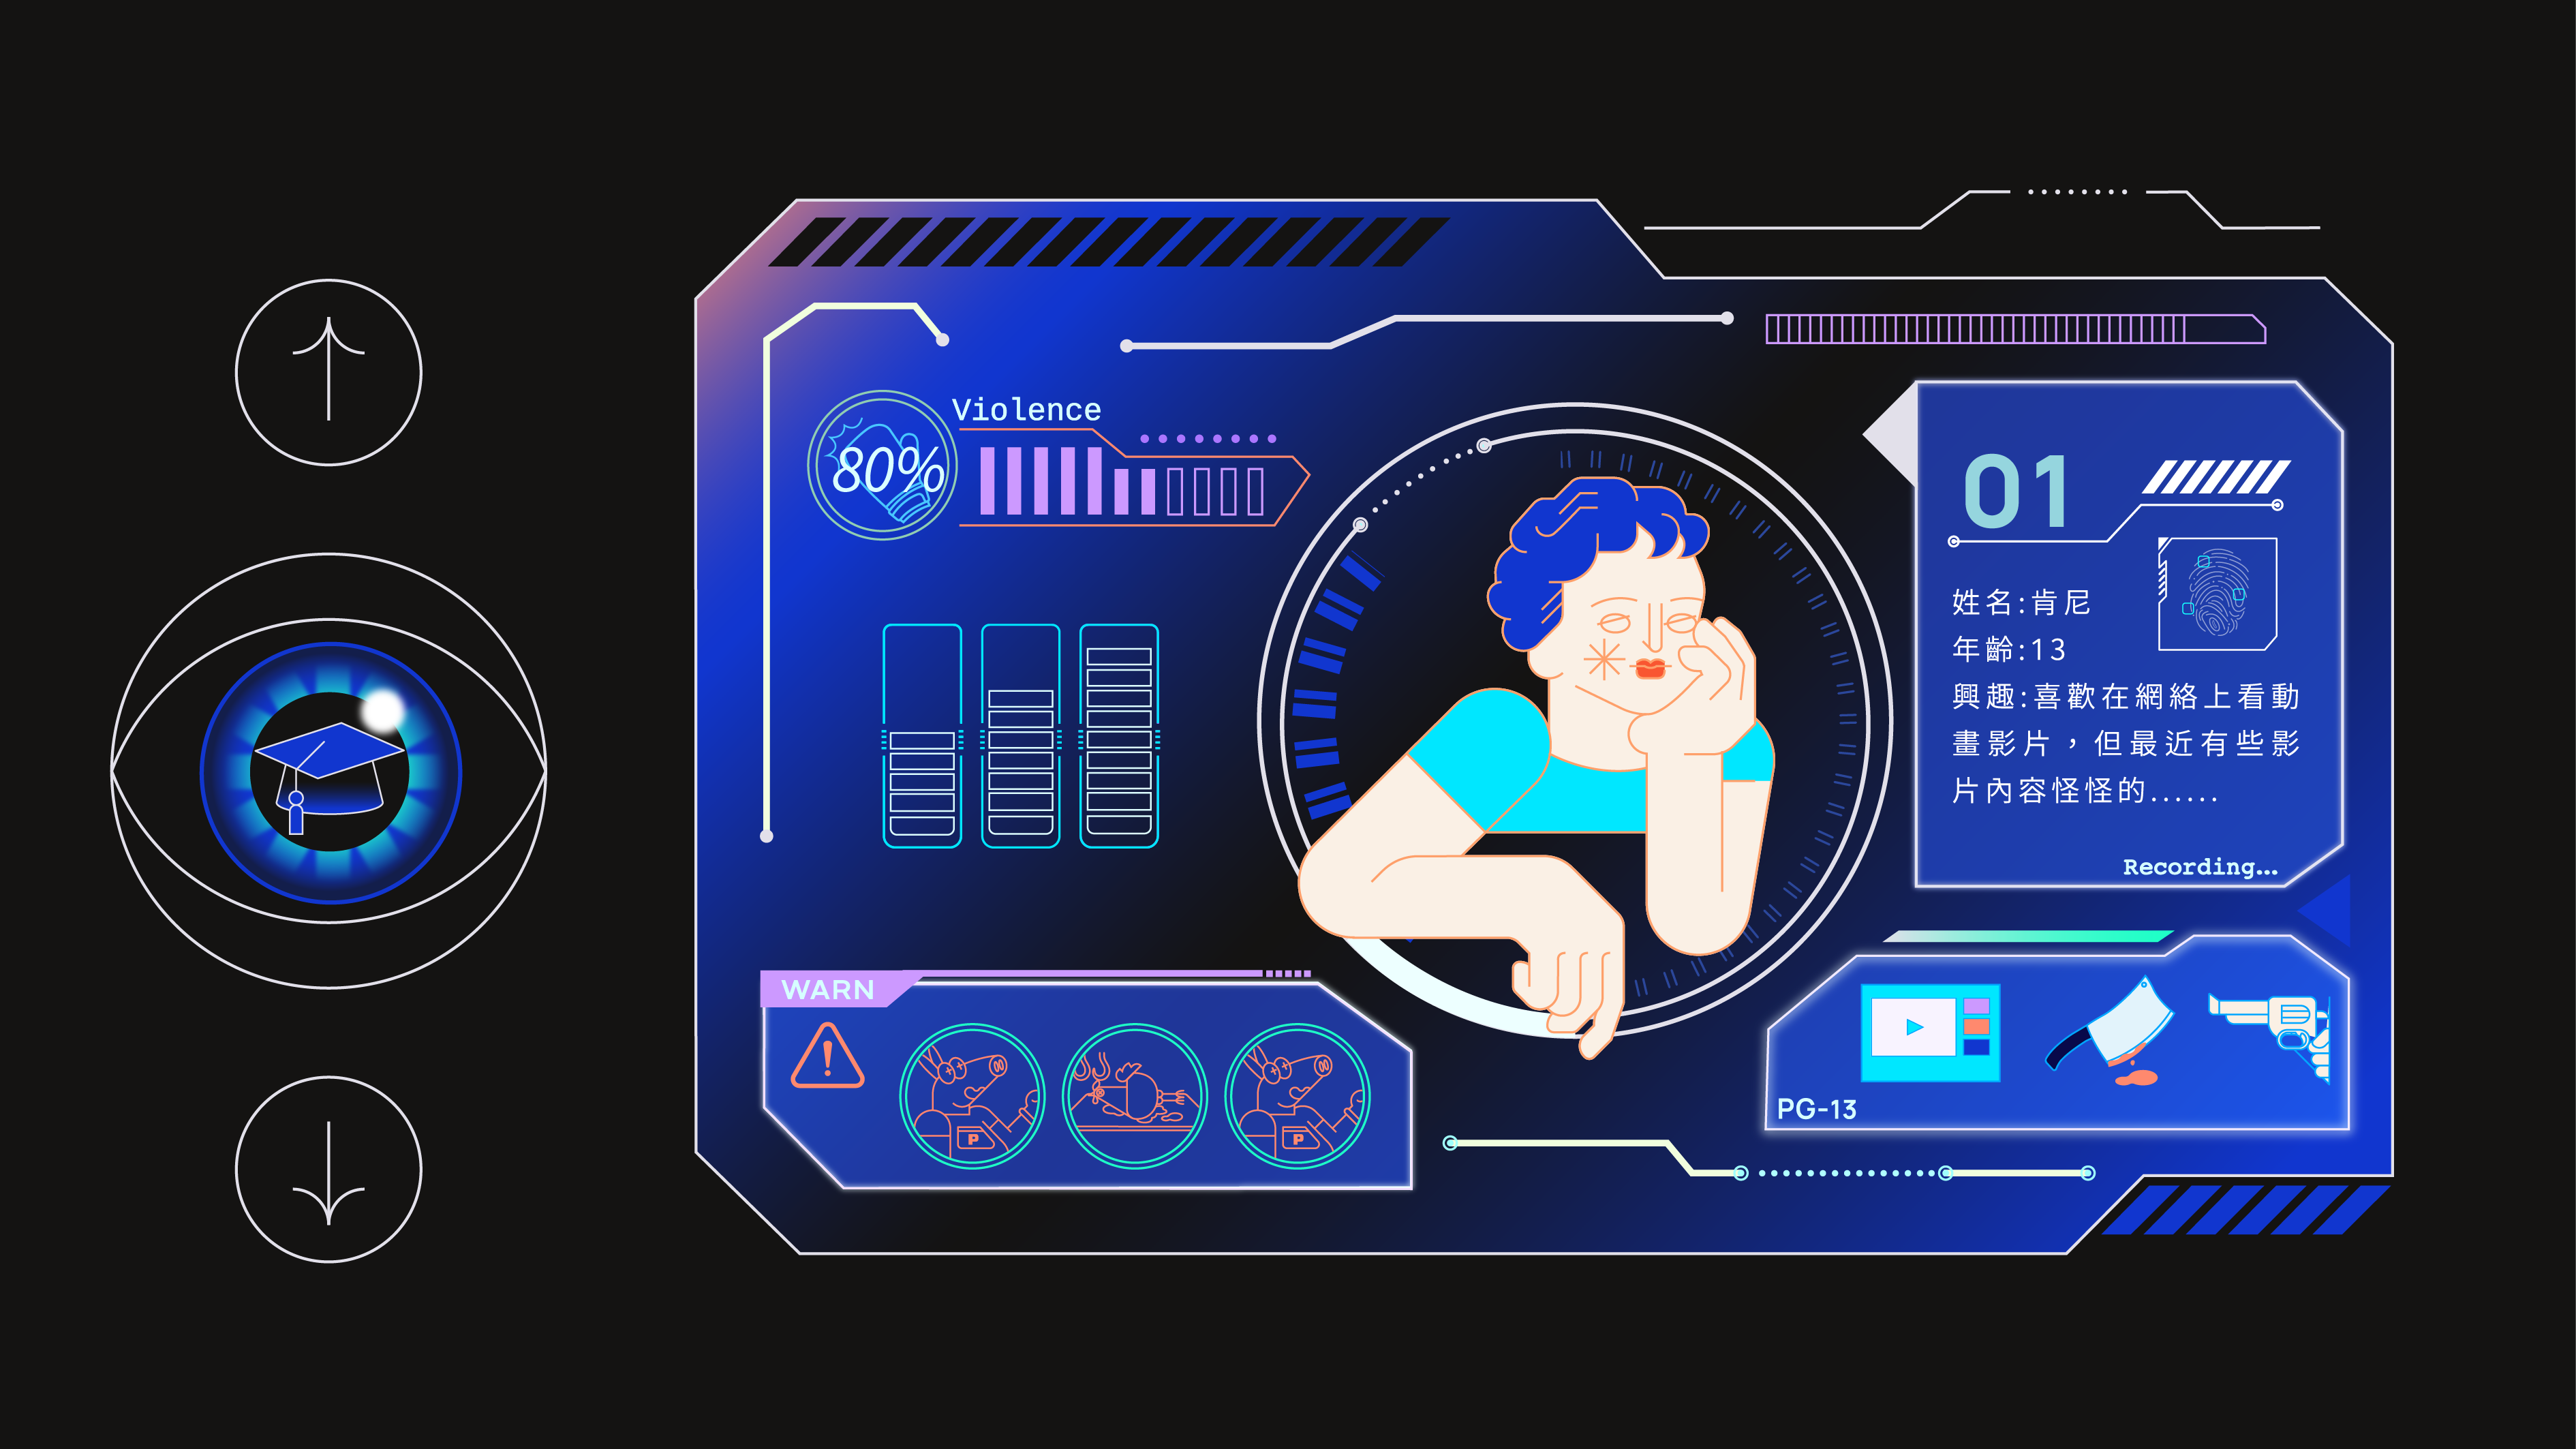 Violence
80%
01
姓名:肯尼
年齡:13
興趣:喜歡在網絡上看動
畫影片，但最近有些影
片內容怪怪的......
Recording...
WARN
P
P
PG-13